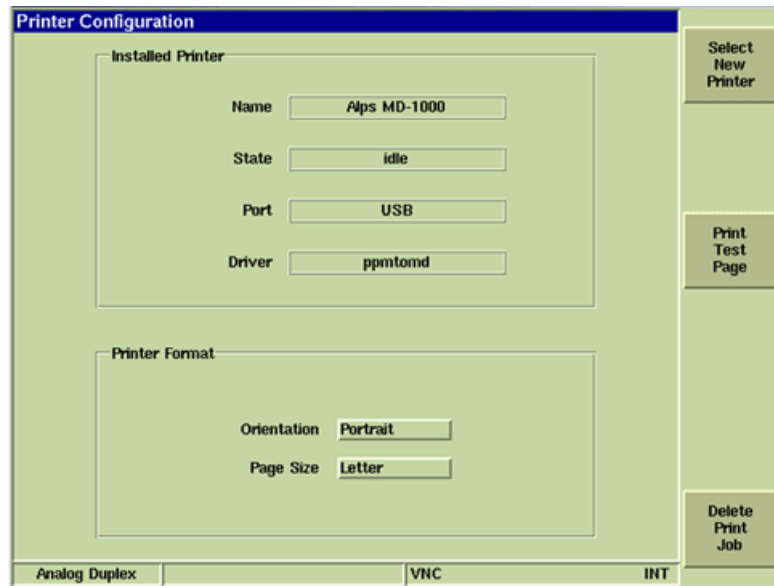 Printer Configuration
Installed Printer
Name Alps MD-1000
State idle
Port USB
Driver ppmtomd
Printer Format
Orientation Portrait
Page Size Letter
Select
New
Printer
Print
Test
Page
Delete
Print
Job
Analog Duplex VNC INT